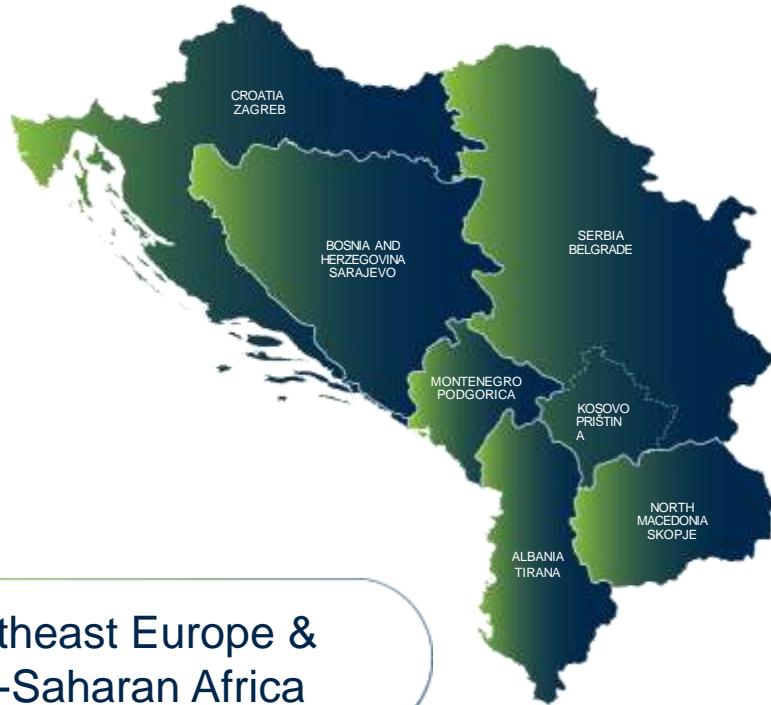 CROATIA
ZAGREB
BOSNIA AND
HERZEGOVINA
SARAJEVO
SERBIA
BELGRADE
MONTENEGRO
PODGORICA
KOSOVO
PRIŠTIN
A
NORTH
MACEDONIA
SKOPJE
ALBANIA
TIRANA
theast Europe &
-Saharan Africa